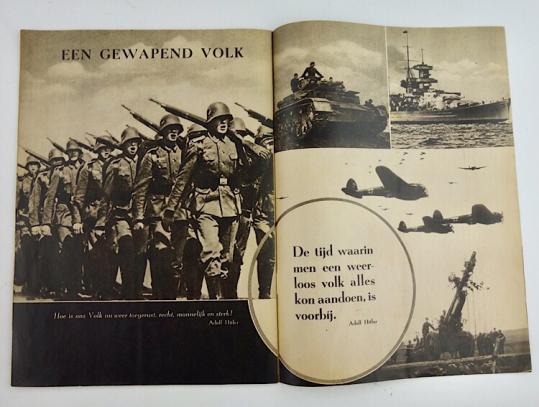 EEN GEWAPEND VOLK
Hoe is ons Volk nu weer toegerust, recht, mannelijk en sterk!
Adolf Hitler
De tijd waarin
men een weer-
loos volk alles
kon aandoen, is
voorbij.
Adolf Hitler